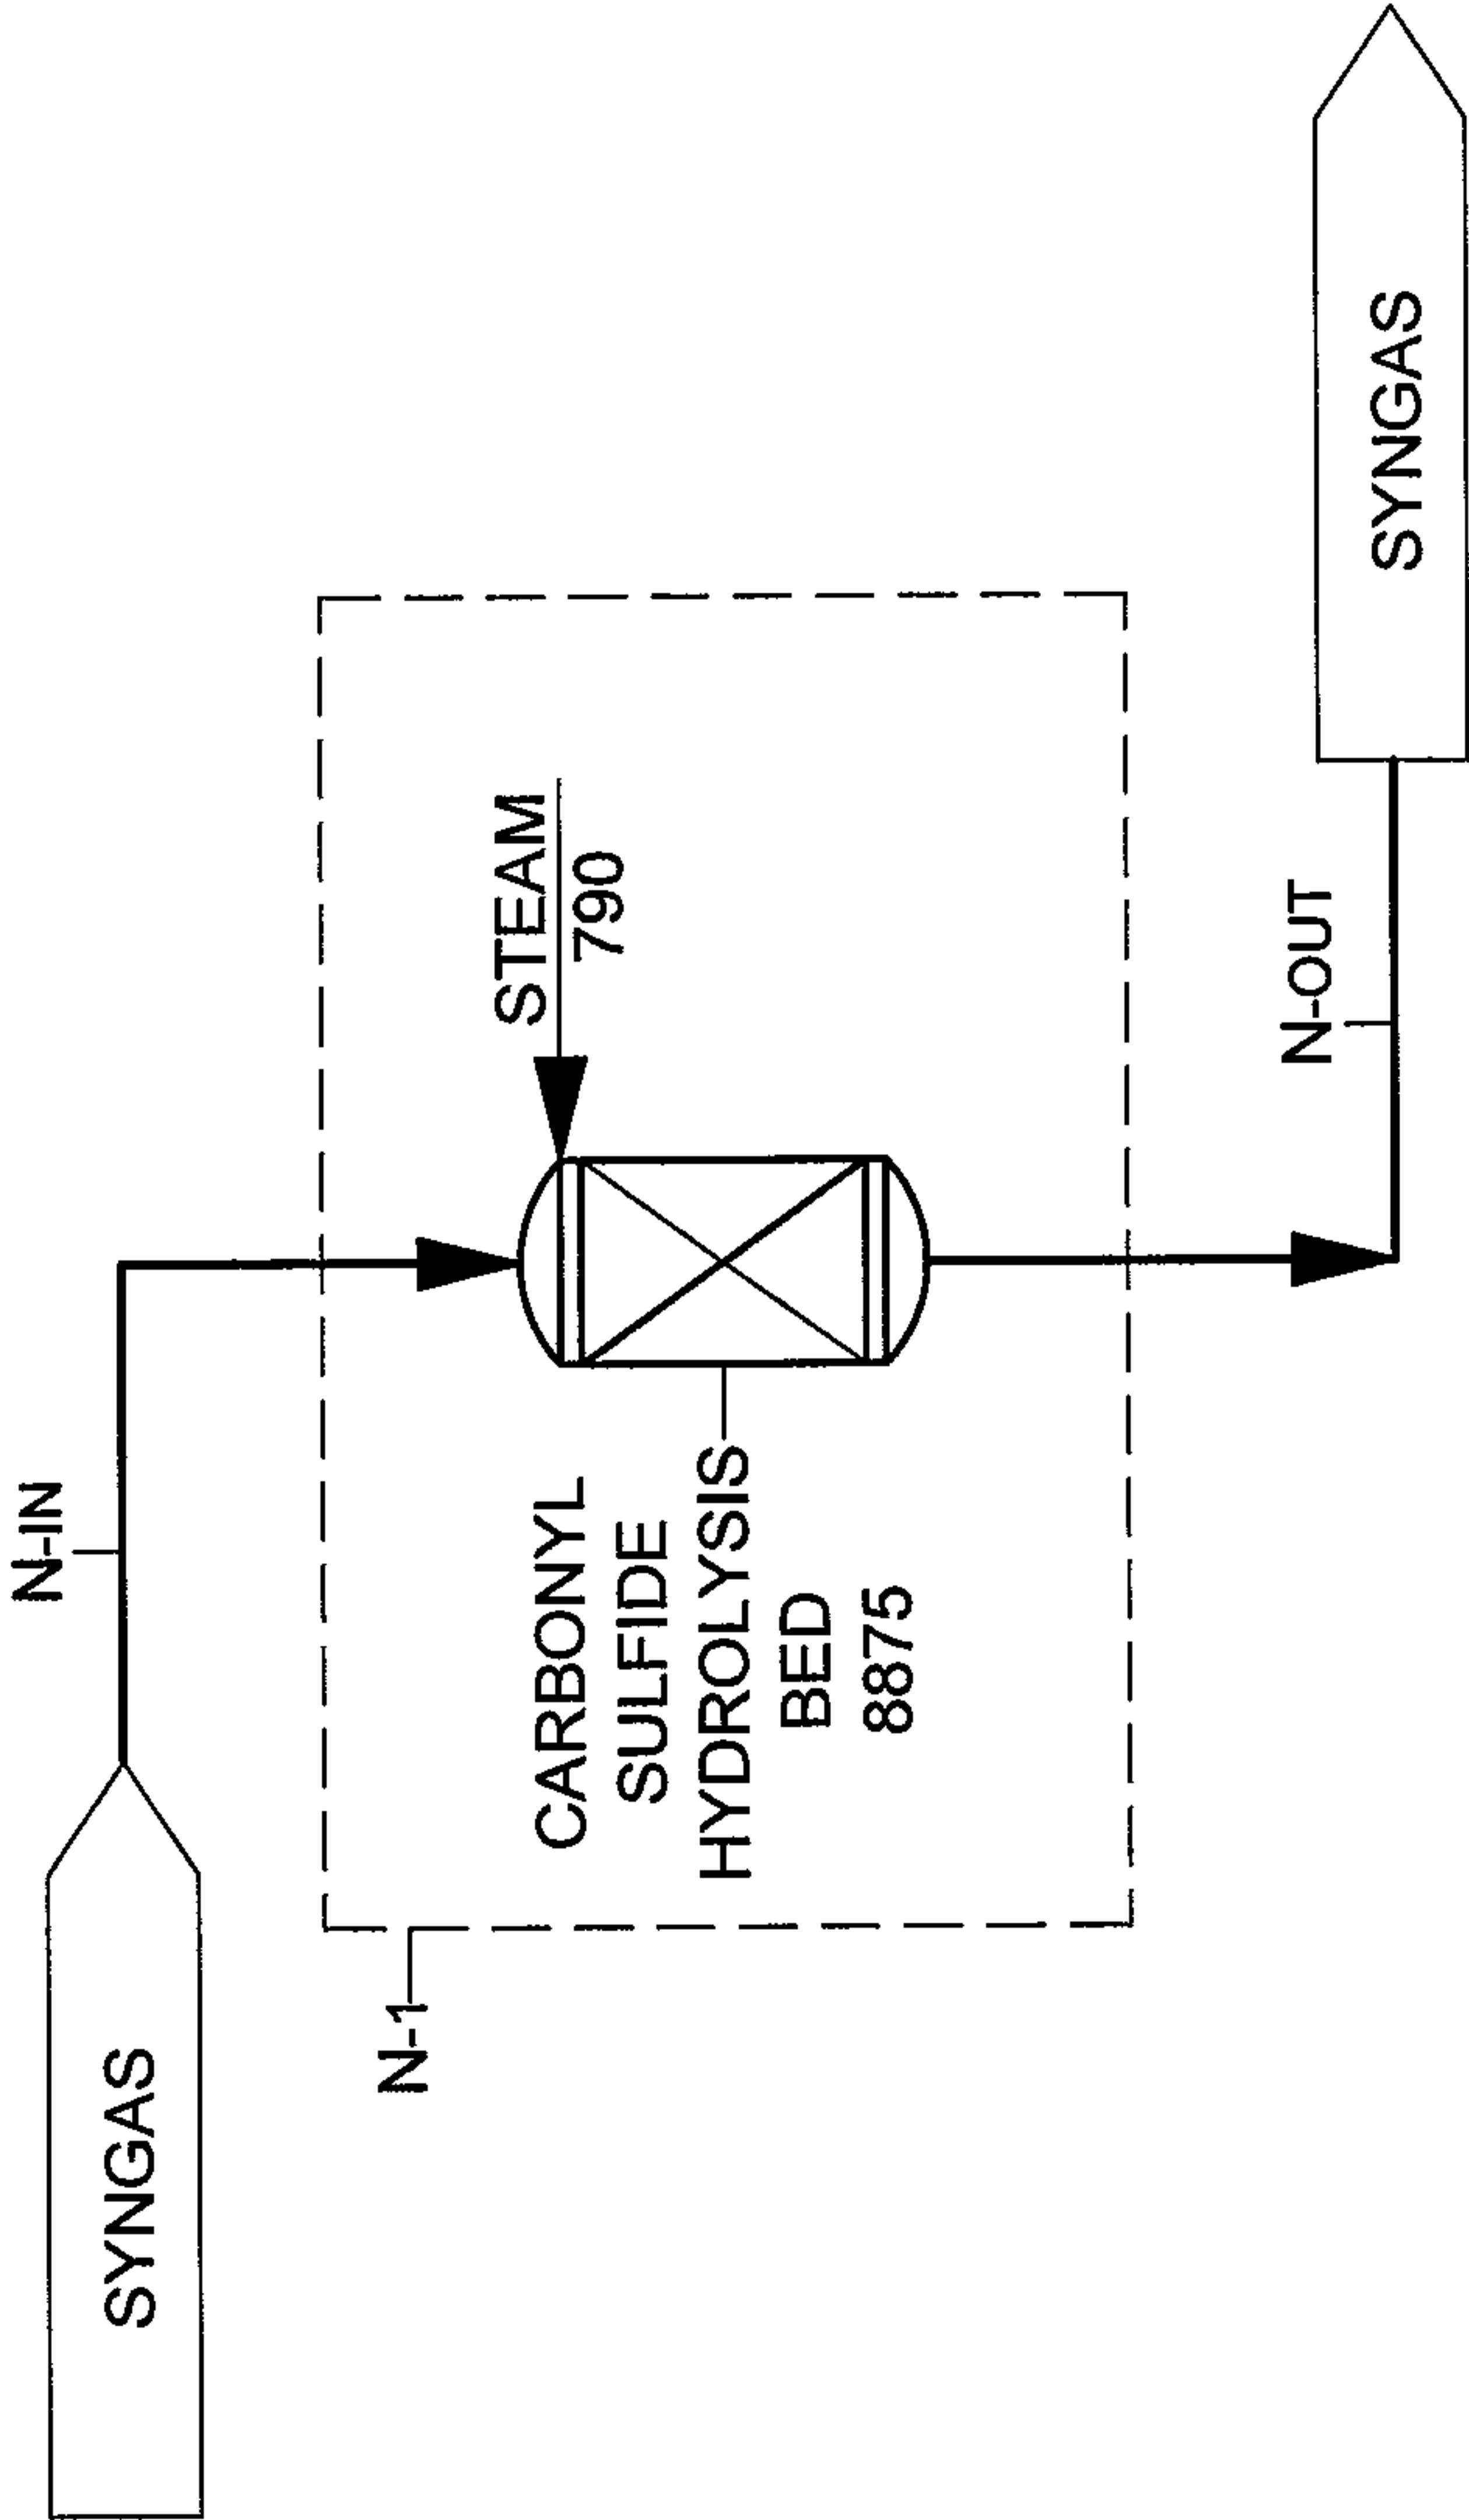 SYNGAS
N-IN
N-1
STEAM
790
CARBONYL
SULFIDE
HYDROLYSIS
BED
8875
N-OUT
SYNGAS